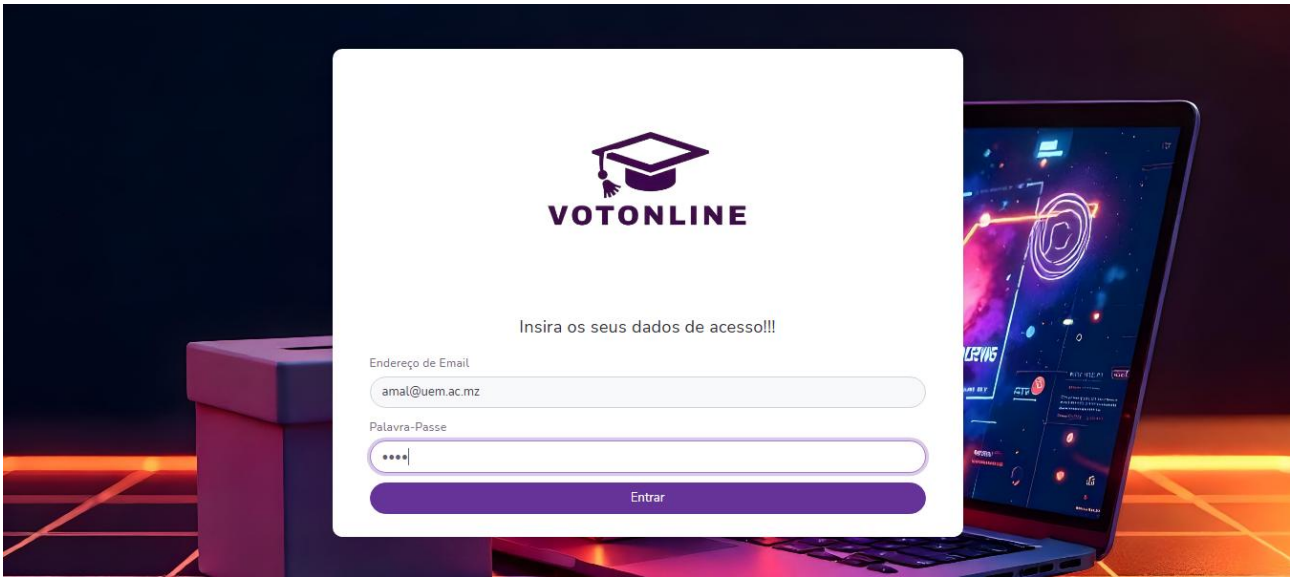 VOTONLINE
Insira os seus dados de acesso!!!
Endereço de Email
amal@uem.ac.mz
Palavra-Passe
••••
Entrar